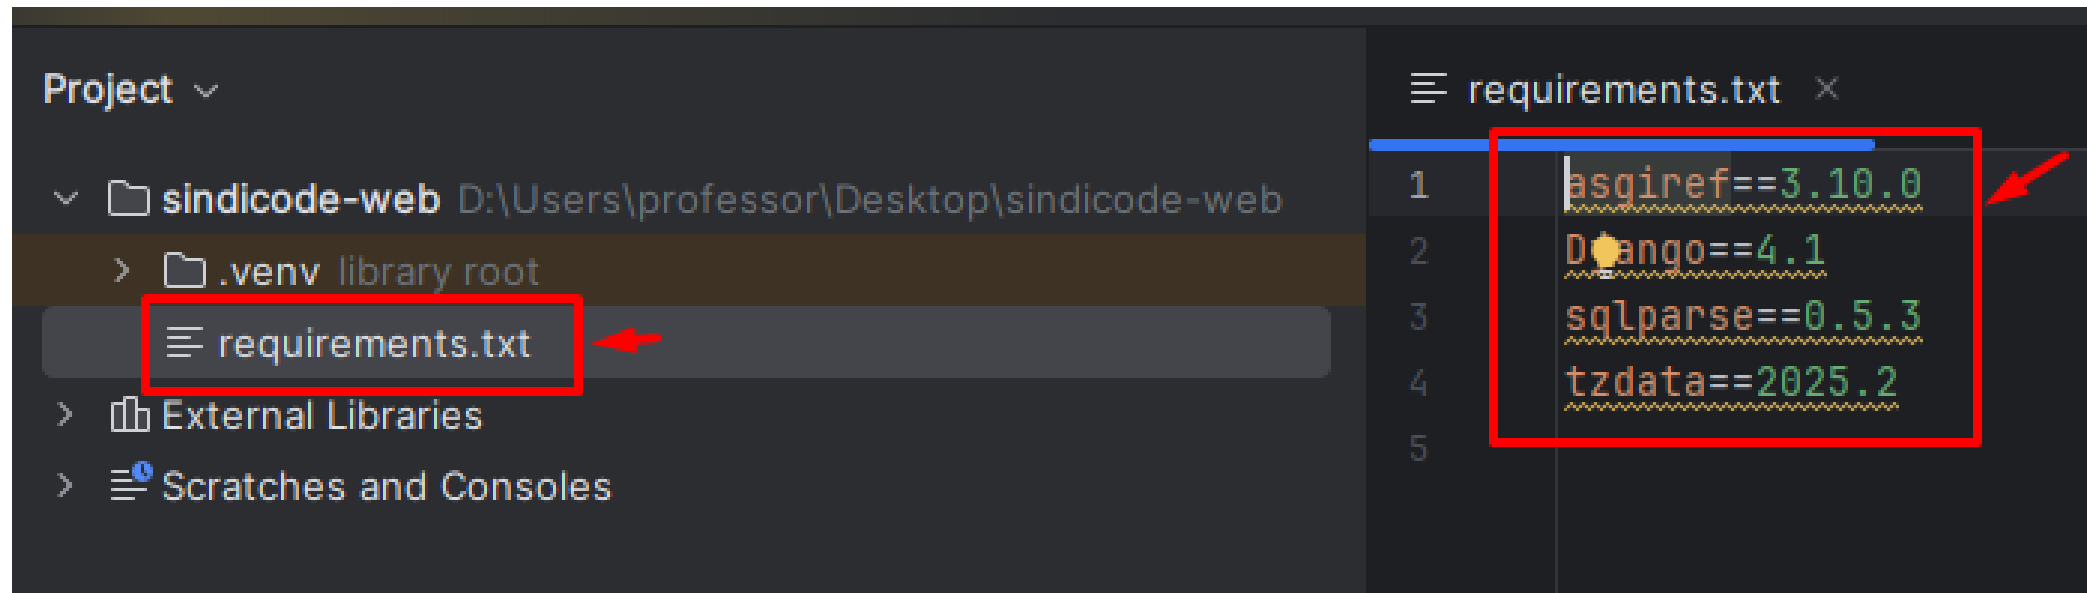 Project
sindicode-web D:\Users\professor\Desktop\sindicode-web
.venv library root
requirements.txt
External Libraries
Scratches and Consoles
requirements.txt
1 asgiref==3.10.0
2 Django==4.1
3 sqlparse==0.5.3
4 tzdata==2025.2
5